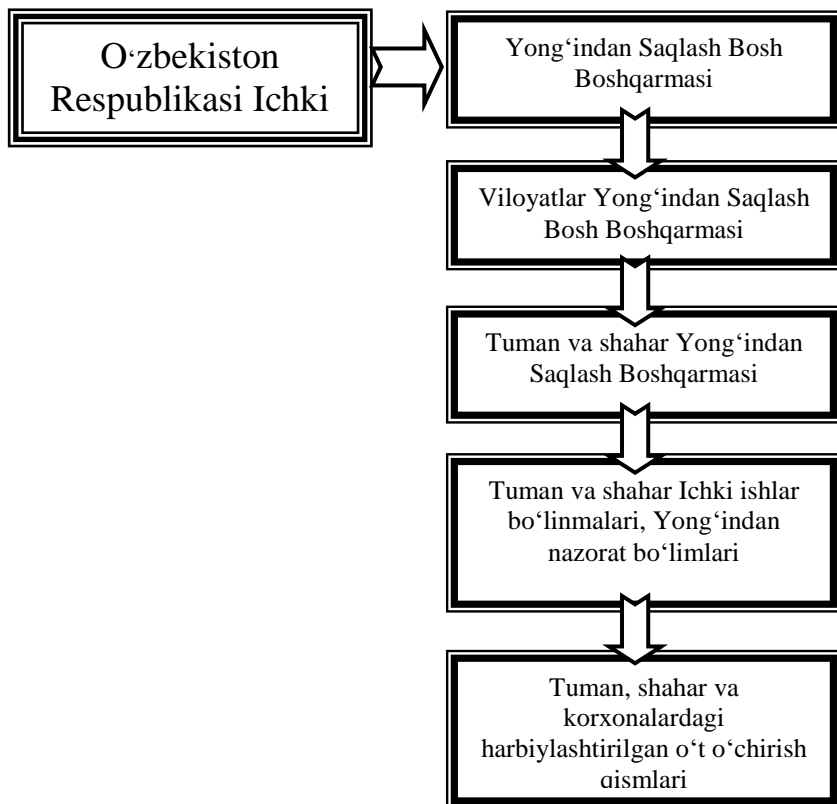 O‘zbekiston
Respublikasi Ichki
Yong‘indan Saqlash Bosh
Boshqarmasi
Viloyatlar Yong‘indan Saqlash
Bosh Boshqarmasi
Tuman va shahar Yong‘indan
Saqlash Boshqarmasi
Tuman va shahar Ichki ishlar
bo‘linmalari, Yong‘indan
nazorat bo‘limlari
Tuman, shahar va
korxonalardagi
harbiylashtirilgan o‘t o‘chirish
qismlari